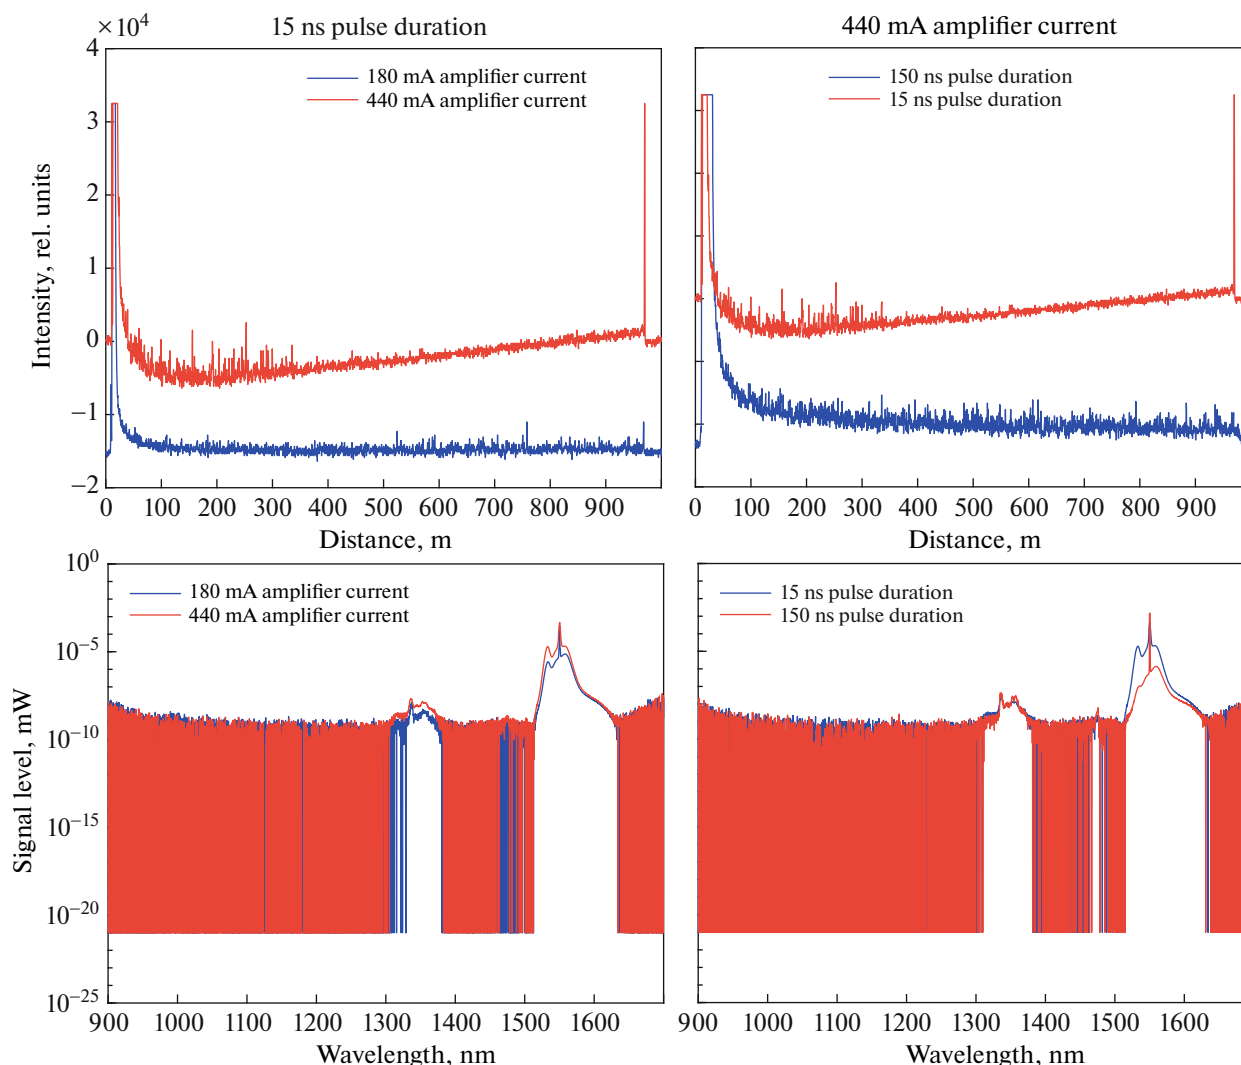 15 ns pulse duration
440 mA amplifier current
×10⁴
4
3
2
1
0
−1
−2
Intensity, rel. units
180 mA amplifier current
440 mA amplifier current
150 ns pulse duration
15 ns pulse duration
0 100 200 300 400 500 600 700 800 900
0 100 200 300 400 500 600 700 800 900
Distance, m
Distance, m
10⁰
10⁻⁵
10⁻¹⁰
10⁻¹⁵
10⁻²⁰
10⁻²⁵
Signal level, mW
180 mA amplifier current
440 mA amplifier current
15 ns pulse duration
150 ns pulse duration
900 1000 1100 1200 1300 1400 1500 1600
900 1000 1100 1200 1300 1400 1500 1600
Wavelength, nm
Wavelength, nm